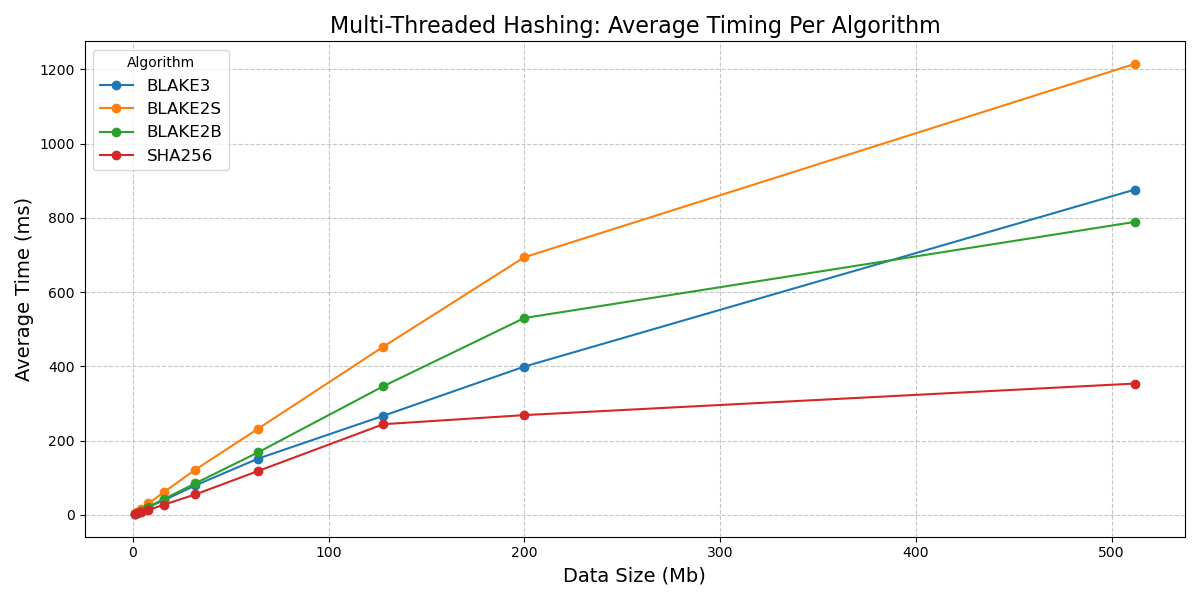 Multi-Threaded Hashing: Average Timing Per Algorithm
Algorithm
BLAKE3
BLAKE2S
BLAKE2B
SHA256
Average Time (ms)
1200
1000
800
600
400
200
0
0 100 200 300 400 500
Data Size (Mb)